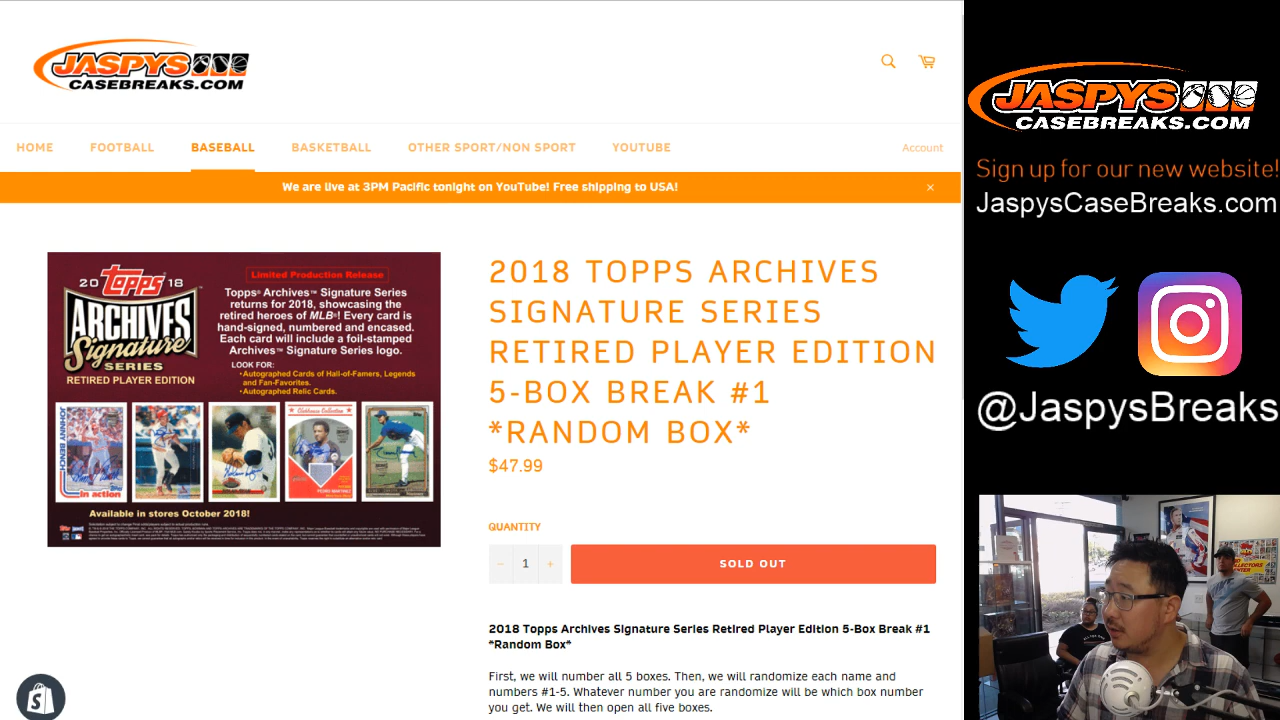 JASPYS
CASEBREAKS.COM
HOME
FOOTBALL
BASEBALL
BASKETBALL
OTHER SPORT/NON SPORT
YOUTUBE
Account
We are live at 3PM Pacific tonight on YouTube! Free shipping to USA!
×
2018 TOPPS ARCHIVES
SIGNATURE SERIES
RETIRED PLAYER EDITION
5-BOX BREAK #1
*RANDOM BOX*
$47.99
QUANTITY
− 1 +
SOLD OUT
2018 Topps Archives Signature Series Retired Player Edition 5-Box Break #1
*Random Box*
First, we will number all 5 boxes. Then, we will randomize each name and
numbers #1-5. Whatever number you are randomize will be which box number
you get. We will then open all five boxes.
20 topps 18
ARCHIVES
Signature
SERIES
RETIRED PLAYER EDITION
Limited Production Release
Topps® Archives™ Signature Series
returns for 2018, showcasing the
retired heroes of MLB®! Every card is
hand-signed, numbered and encased.
Each card will include a foil-stamped
Archives™ Signature Series logo.
LOOK FOR:
• Autographed Cards of Hall-of-Famers, Legends
and Fan-Favorites.
• Autographed Relic Cards.
JOHNNY BENCH
in action
PEDRO MARTINEZ
Available in stores October 2018!
JASPYS
CASEBREAKS.COM
Sign up for our new website!
JaspysCaseBreaks.com
@JaspysBreaks